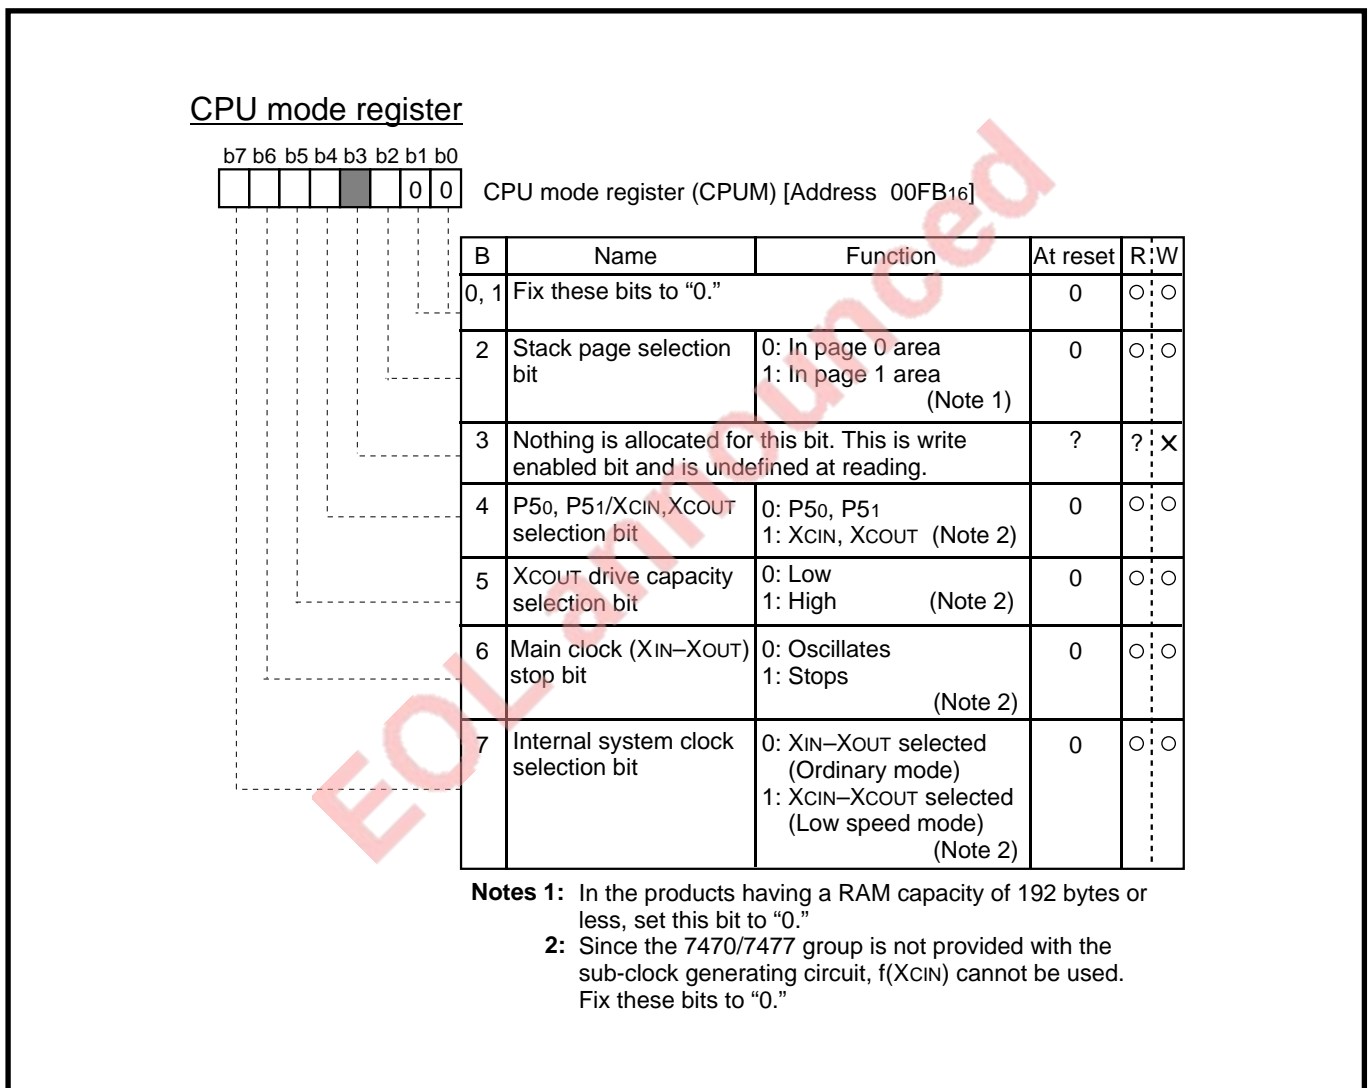 CPU mode register
b7 b6 b5 b4 b3 b2 b1 b0
0 0
CPU mode register (CPUM) [Address 00FB16]
B Name Function At reset R W
0, 1 Fix these bits to “0.” 0 ○ ○
2 Stack page selection bit 0: In page 0 area 0 ○ ○
1: In page 1 area
(Note 1)
3 Nothing is allocated for this bit. This is write ? ? ×
enabled bit and is undefined at reading.
4 P50, P51/XCIN,XCOUT selection bit 0: P50, P51 0 ○ ○
1: XCIN, XCOUT (Note 2)
5 XCOUT drive capacity selection bit 0: Low 0 ○ ○
1: High (Note 2)
6 Main clock (XIN–XOUT) stop bit 0: Oscillates 0 ○ ○
1: Stops
(Note 2)
7 Internal system clock selection bit 0: XIN–XOUT selected 0 ○ ○
(Ordinary mode)
1: XCIN–XCOUT selected
(Low speed mode)
(Note 2)
Notes 1: In the products having a RAM capacity of 192 bytes or
less, set this bit to “0.”
2: Since the 7470/7477 group is not provided with the
sub-clock generating circuit, f(XCIN) cannot be used.
Fix these bits to “0.”
EOL announced